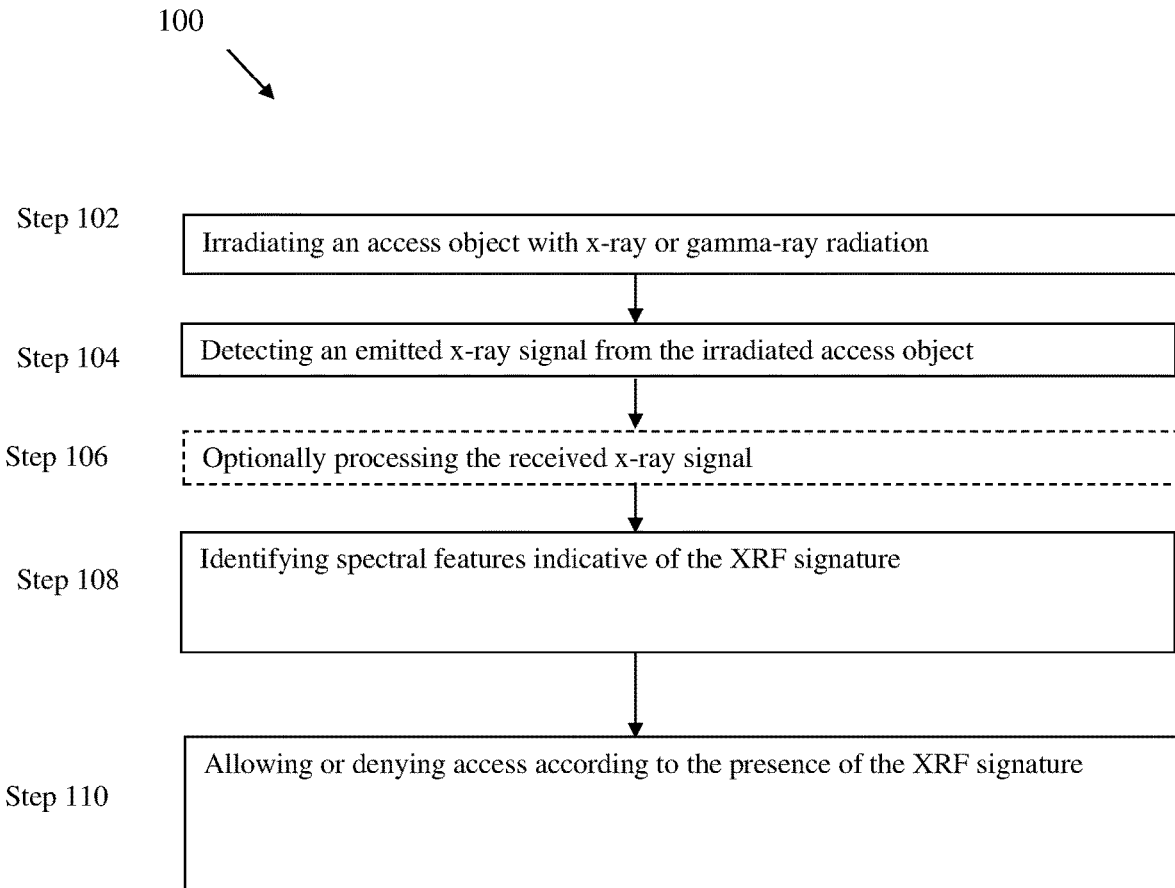 100
Step 102
Irradiating an access object with x-ray or gamma-ray radiation
Step 104
Detecting an emitted x-ray signal from the irradiated access object
Step 106
Optionally processing the received x-ray signal
Step 108
Identifying spectral features indicative of the XRF signature
Step 110
Allowing or denying access according to the presence of the XRF signature